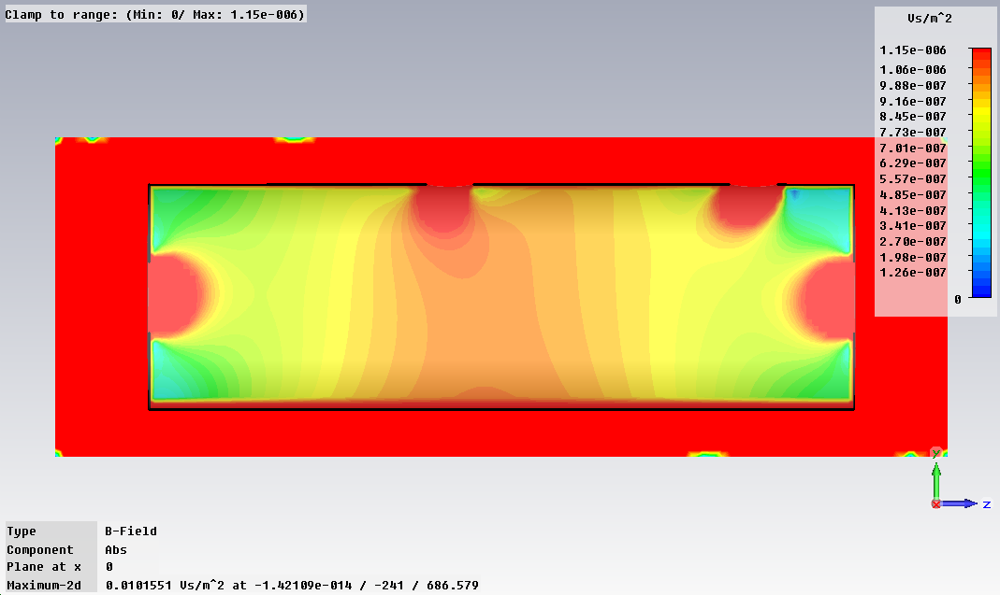 Clamp to range: (Min: 0/ Max: 1.15e-006)
Vs/m^2
1.15e-006
1.06e-006
9.88e-007
9.16e-007
8.45e-007
7.73e-007
7.01e-007
6.29e-007
5.57e-007
4.85e-007
4.13e-007
3.41e-007
2.70e-007
1.98e-007
1.26e-007
0
y
z
Type B-Field
Component Abs
Plane at x 0
Maximum-2d 0.0101551 Vs/m^2 at -1.42109e-014 / -241 / 686.579